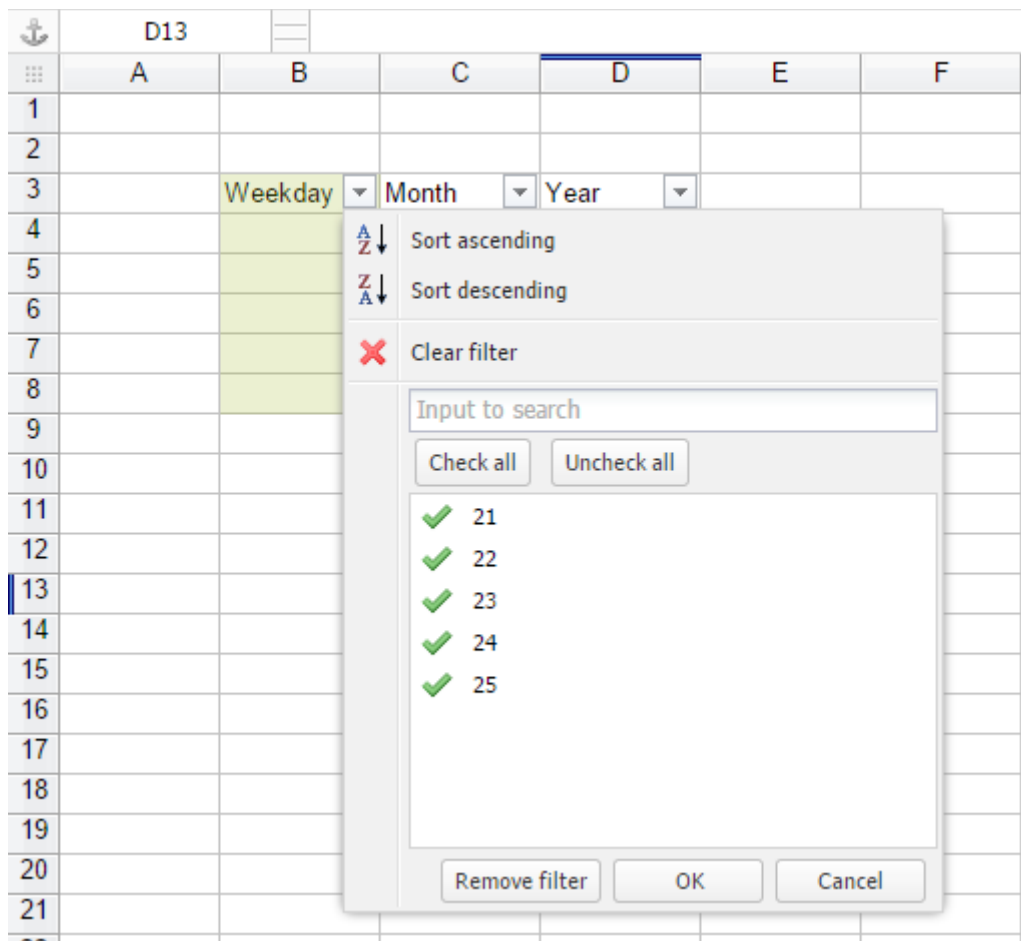 D13
A B C D E F
1
2
3 Weekday Month Year
4
Sort ascending
5
Sort descending
6
7
Clear filter
8
Input to search
9
10
Check all Uncheck all
11
21
12
22
13
23
14
24
15
25
16
17
18
19
20
Remove filter OK Cancel
21